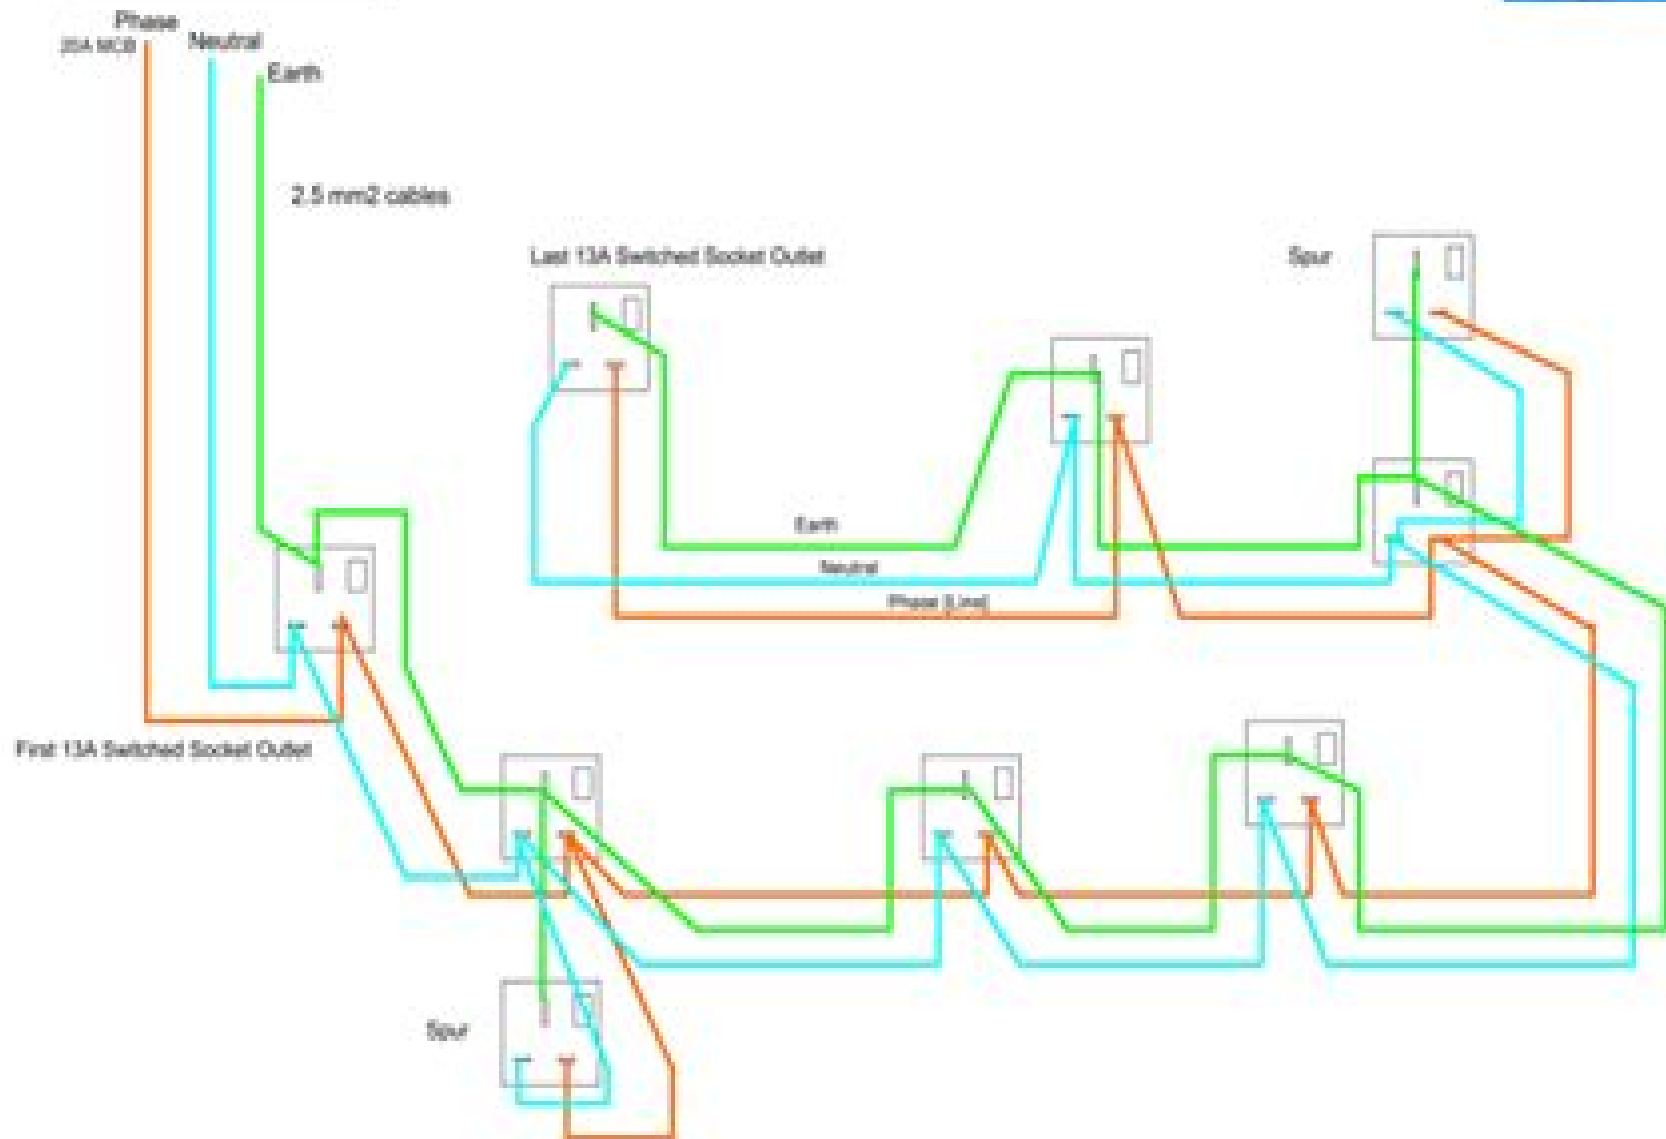 Phase
20A MCB
Neutral
Earth
2.5 mm2 cables
Last 13A Switched Socket Outlet
Spur
Earth
Neutral
Phase [Line]
First 13A Switched Socket Outlet
Spur